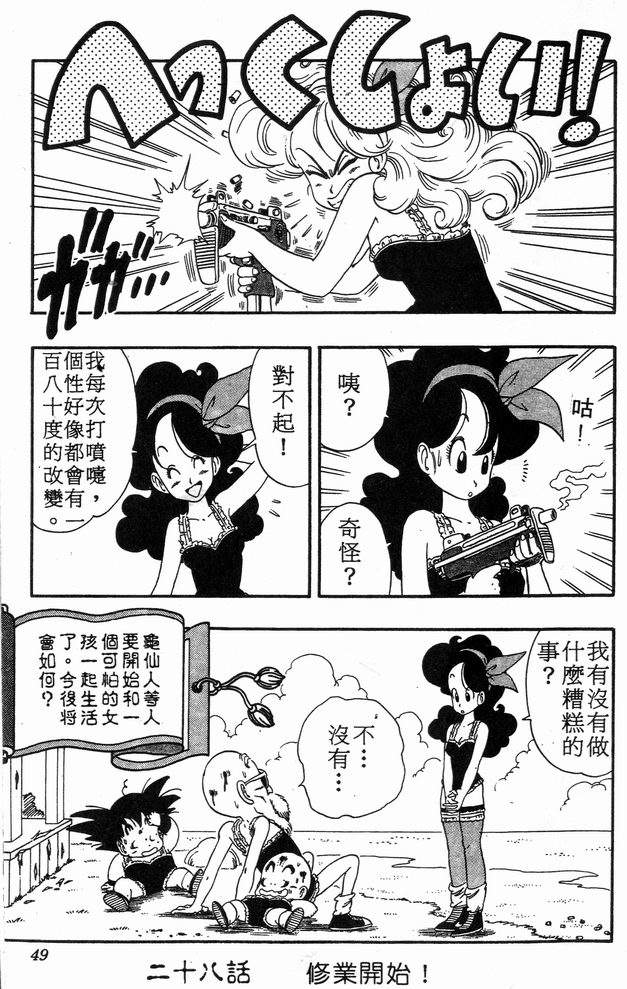 へっくしょい!!
ガガガ…
咕！
咦？
奇怪？
對不起！
我每次打噴嚏，
個性好像都會有一
百八十度的改變。
我有沒有做
什麼糟糕的
事？
不…
沒有…
龜仙人等人
要開始和一
個可怕的女
孩一起生活
了。今後將
會如何？
49
二十八話　修業開始！